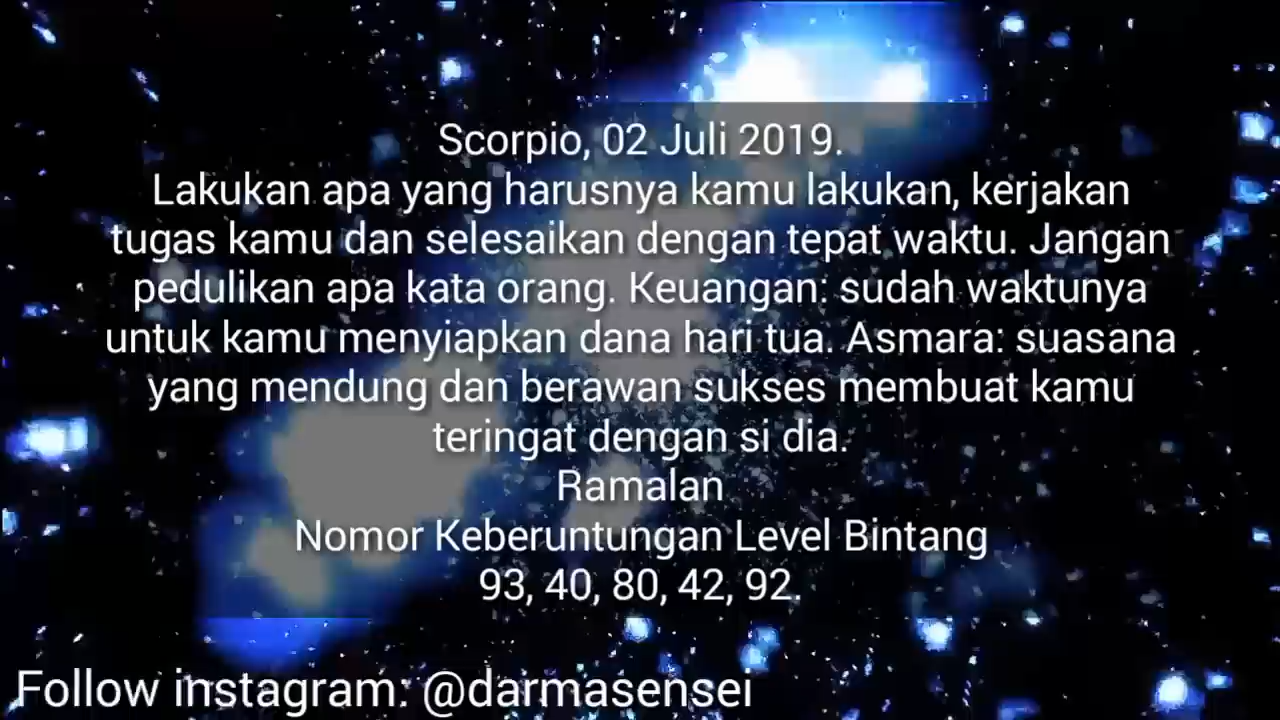 Scorpio, 02 Juli 2019.
Lakukan apa yang harusnya kamu lakukan, kerjakan
tugas kamu dan selesaikan dengan tepat waktu. Jangan
pedulikan apa kata orang. Keuangan: sudah waktunya
untuk kamu menyiapkan dana hari tua. Asmara: suasana
yang mendung dan berawan sukses membuat kamu
teringat dengan si dia.
Ramalan
Nomor Keberuntungan Level Bintang
93, 40, 80, 42, 92.
Follow instagram: @darmasensei